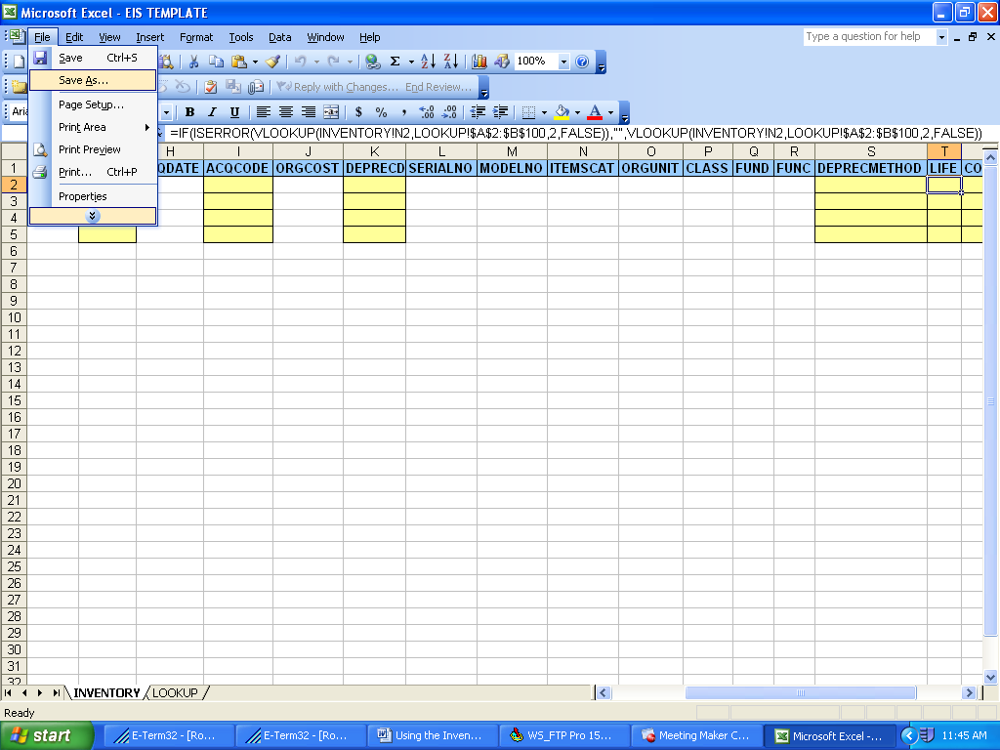 Microsoft Excel - EIS TEMPLATE
File Edit View Insert Format Tools Data Window Help
Type a question for help
Save Ctrl+S
100%
Save As...
Reply with Changes... End Review...
Page Setup...
Print Area
Print Preview
Print... Ctrl+P
Properties
Aria
B I U $ % ,
=IF(ISERROR(VLOOKUP(INVENTORY!N2,LOOKUP!$A$2:$B$100,2,FALSE)),"",VLOOKUP(INVENTORY!N2,LOOKUP!$A$2:$B$100,2,FALSE))
H I J K L M N O P Q R S T
1 QDATE ACQCODE ORGCOST DEPRECD SERIALNO MODELNO ITEMSCAT ORGUNIT CLASS FUND FUNC DEPRECMETHOD LIFE CO
2
3
4
5
6
7
8
9
10
11
12
13
14
15
16
17
18
19
20
21
22
23
24
25
26
27
28
29
30
31
32
INVENTORY LOOKUP
Ready
start E-Term32 - [Ro... E-Term32 - [Ro... Using the Inven... WS_FTP Pro 15... Meeting Maker C... Microsoft Excel -... 11:45 AM